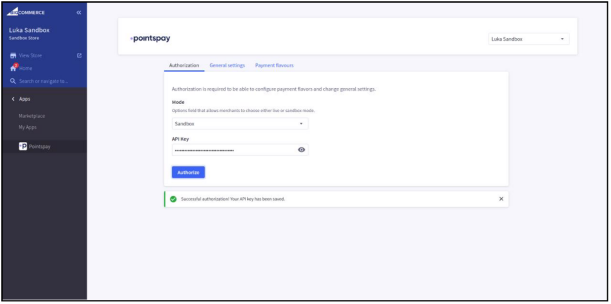 COMMERCE
Luka Sandbox
Sandbox Store
View Store
Home
Search or navigate to...
Apps
Marketplace
My Apps
Pointspay
pointspay
Luka Sandbox
Authorization General settings Payment flavours
Authorization is required to be able to configure payment flavors and change general settings.
Mode
Options field that allows merchants to choose either live or sandbox mode.
Sandbox
API Key
Authorize
Successful authorization! Your API key has been saved.